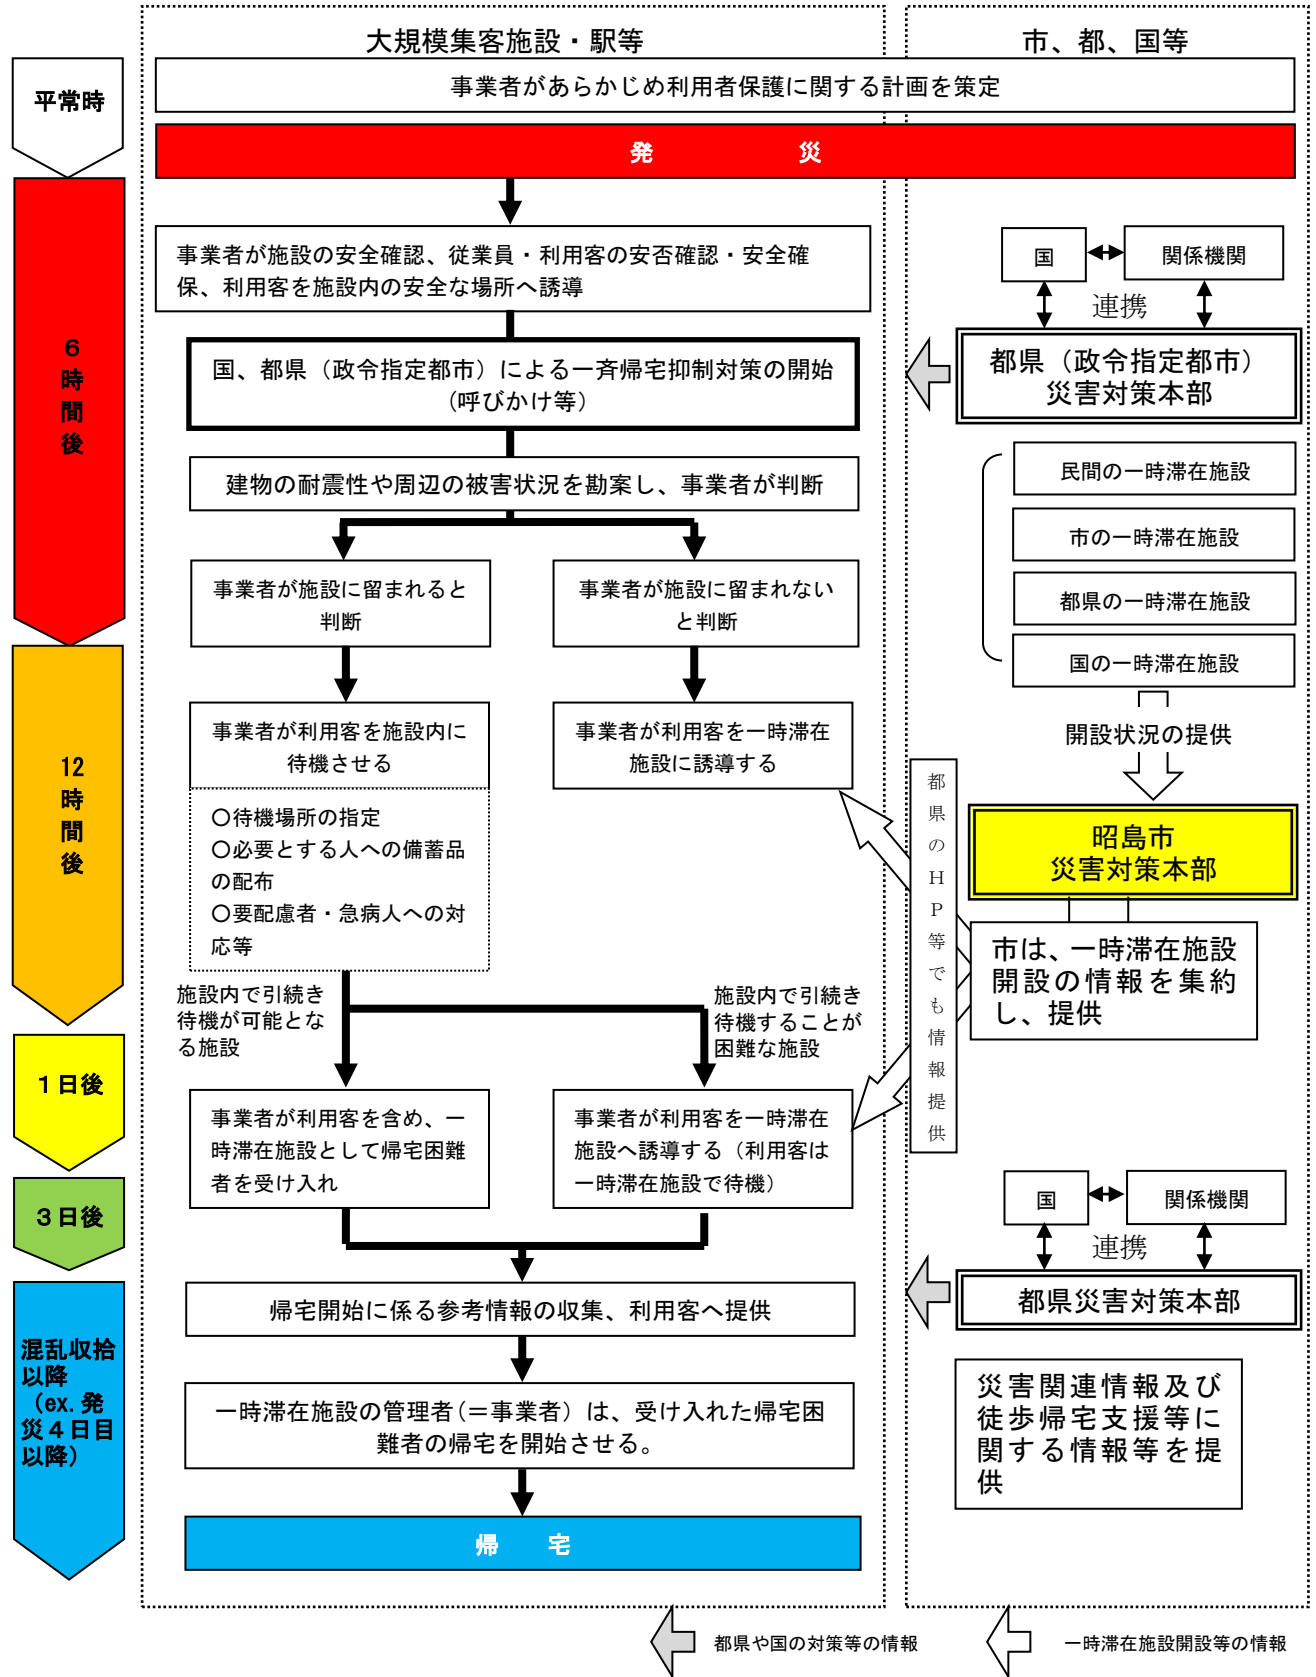 大規模集客施設・駅等
市、都、国等
平常時
事業者があらかじめ利用者保護に関する計画を策定
発　災
６
時
間
後
事業者が施設の安全確認、従業員・利用客の安否確認・安全確
保、利用客を施設内の安全な場所へ誘導
国
関係機関
連携
都県（政令指定都市）
災害対策本部
国、都県（政令指定都市）による一斉帰宅抑制対策の開始
(呼びかけ等）
建物の耐震性や周辺の被害状況を勘案し、事業者が判断
民間の一時滞在施設
市の一時滞在施設
都県の一時滞在施設
国の一時滞在施設
事業者が施設に留まれると
判断
事業者が施設に留まれない
と判断
12
時
間
後
事業者が利用客を施設内に
待機させる
事業者が利用客を一時滞在
施設に誘導する
開設状況の提供
〇待機場所の指定
〇必要とする人への備蓄品
の配布
〇要配慮者・急病人への対
応等
都県のＨＰ等でも情報提供
昭島市
災害対策本部
市は、一時滞在施設
開設の情報を集約
し、提供
施設内で引続き
待機が可能とな
る施設
施設内で引続き
待機することが
困難な施設
１日後
事業者が利用客を含め、一
時滞在施設として帰宅困難
者を受け入れ
事業者が利用客を一時滞在
施設へ誘導する（利用客は
一時滞在施設で待機）
３日後
国
関係機関
連携
都県災害対策本部
混乱収拾
以降
（ex.発
災４日目
以降）
帰宅開始に係る参考情報の収集、利用客へ提供
一時滞在施設の管理者(＝事業者）は、受け入れた帰宅困
難者の帰宅を開始させる。
災害関連情報及び
徒歩帰宅支援等に
関する情報等を提
供
帰　宅
都県や国の対策等の情報
一時滞在施設開設等の情報